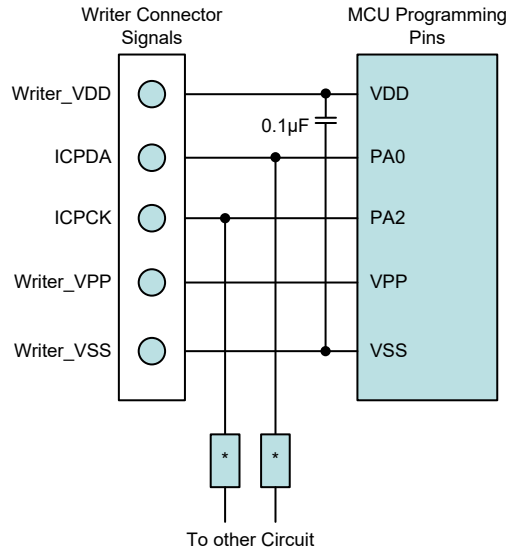 Writer Connector
Signals
MCU Programming
Pins
Writer_VDD
VDD
0.1μF
ICPDA
PA0
ICPCK
PA2
Writer_VPP
VPP
Writer_VSS
VSS
*
*
To other Circuit